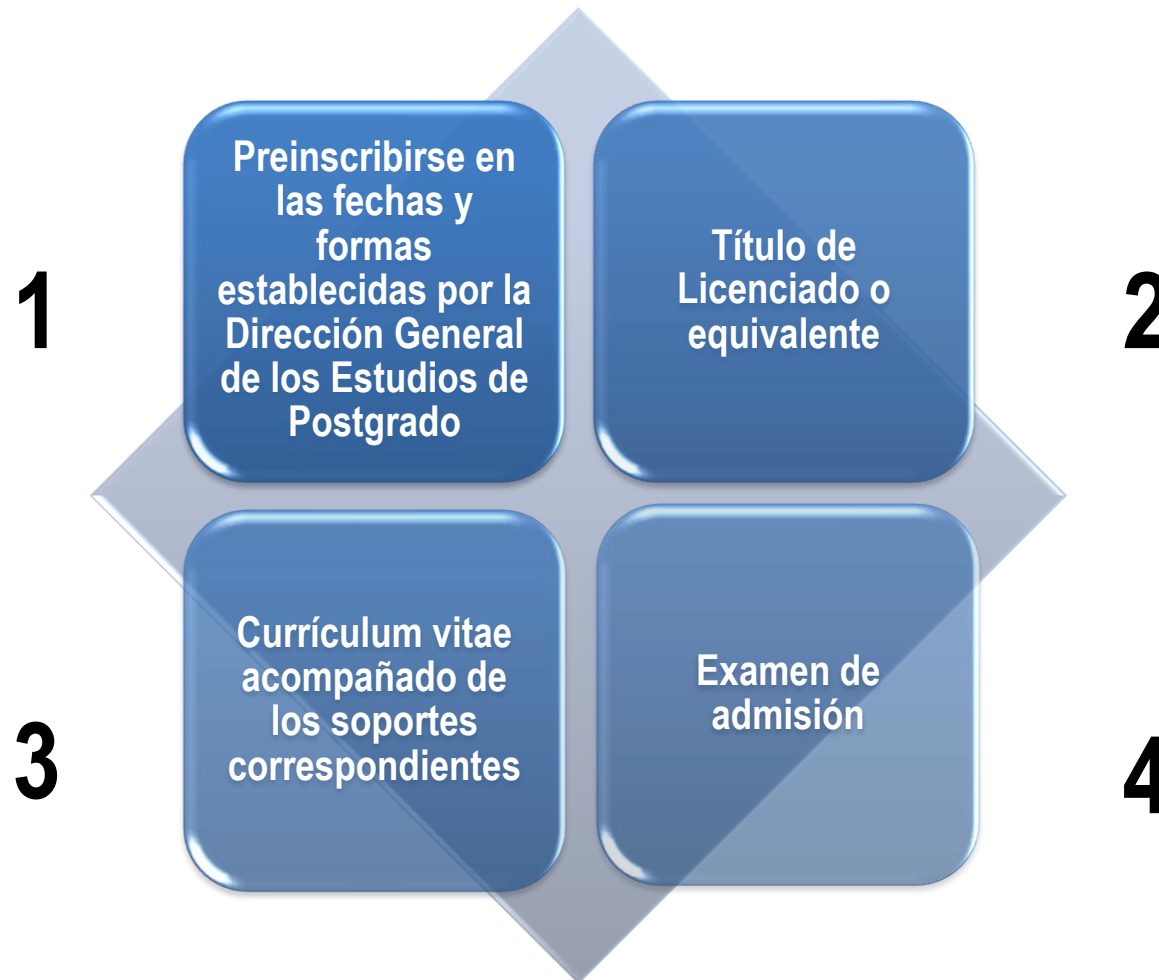 1
Preinscribirse en
las fechas y
formas
establecidas por la
Dirección General
de los Estudios de
Postgrado
Título de
Licenciado o
equivalente
2
3
Currículum vitae
acompañado de
los soportes
correspondientes
Examen de
admisión
4